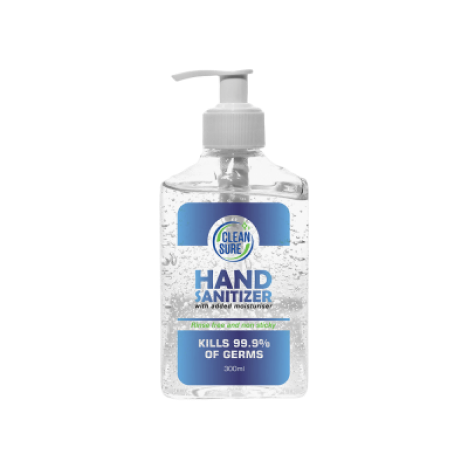 CLEAN
SURE
HAND
SANITIZER
with added moisturiser
Rinse free and non sticky
KILLS 99.9%
OF GERMS
300ml